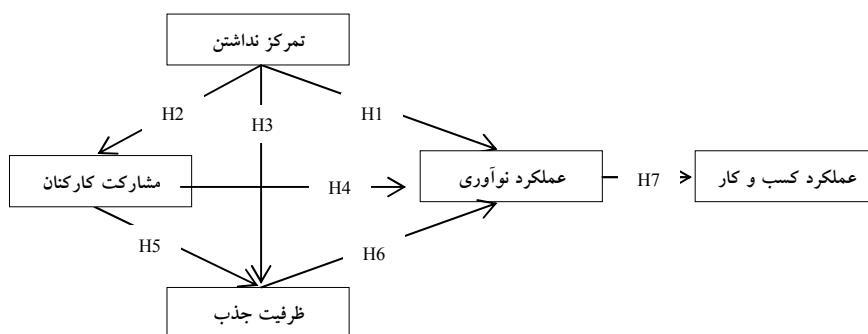 تمرکز نداشتن
H2
H3
H1
مشارکت کارکنان
H4
عملکرد نوآوری
H7
عملکرد کسب و کار
H5
H6
ظرفیت جذب